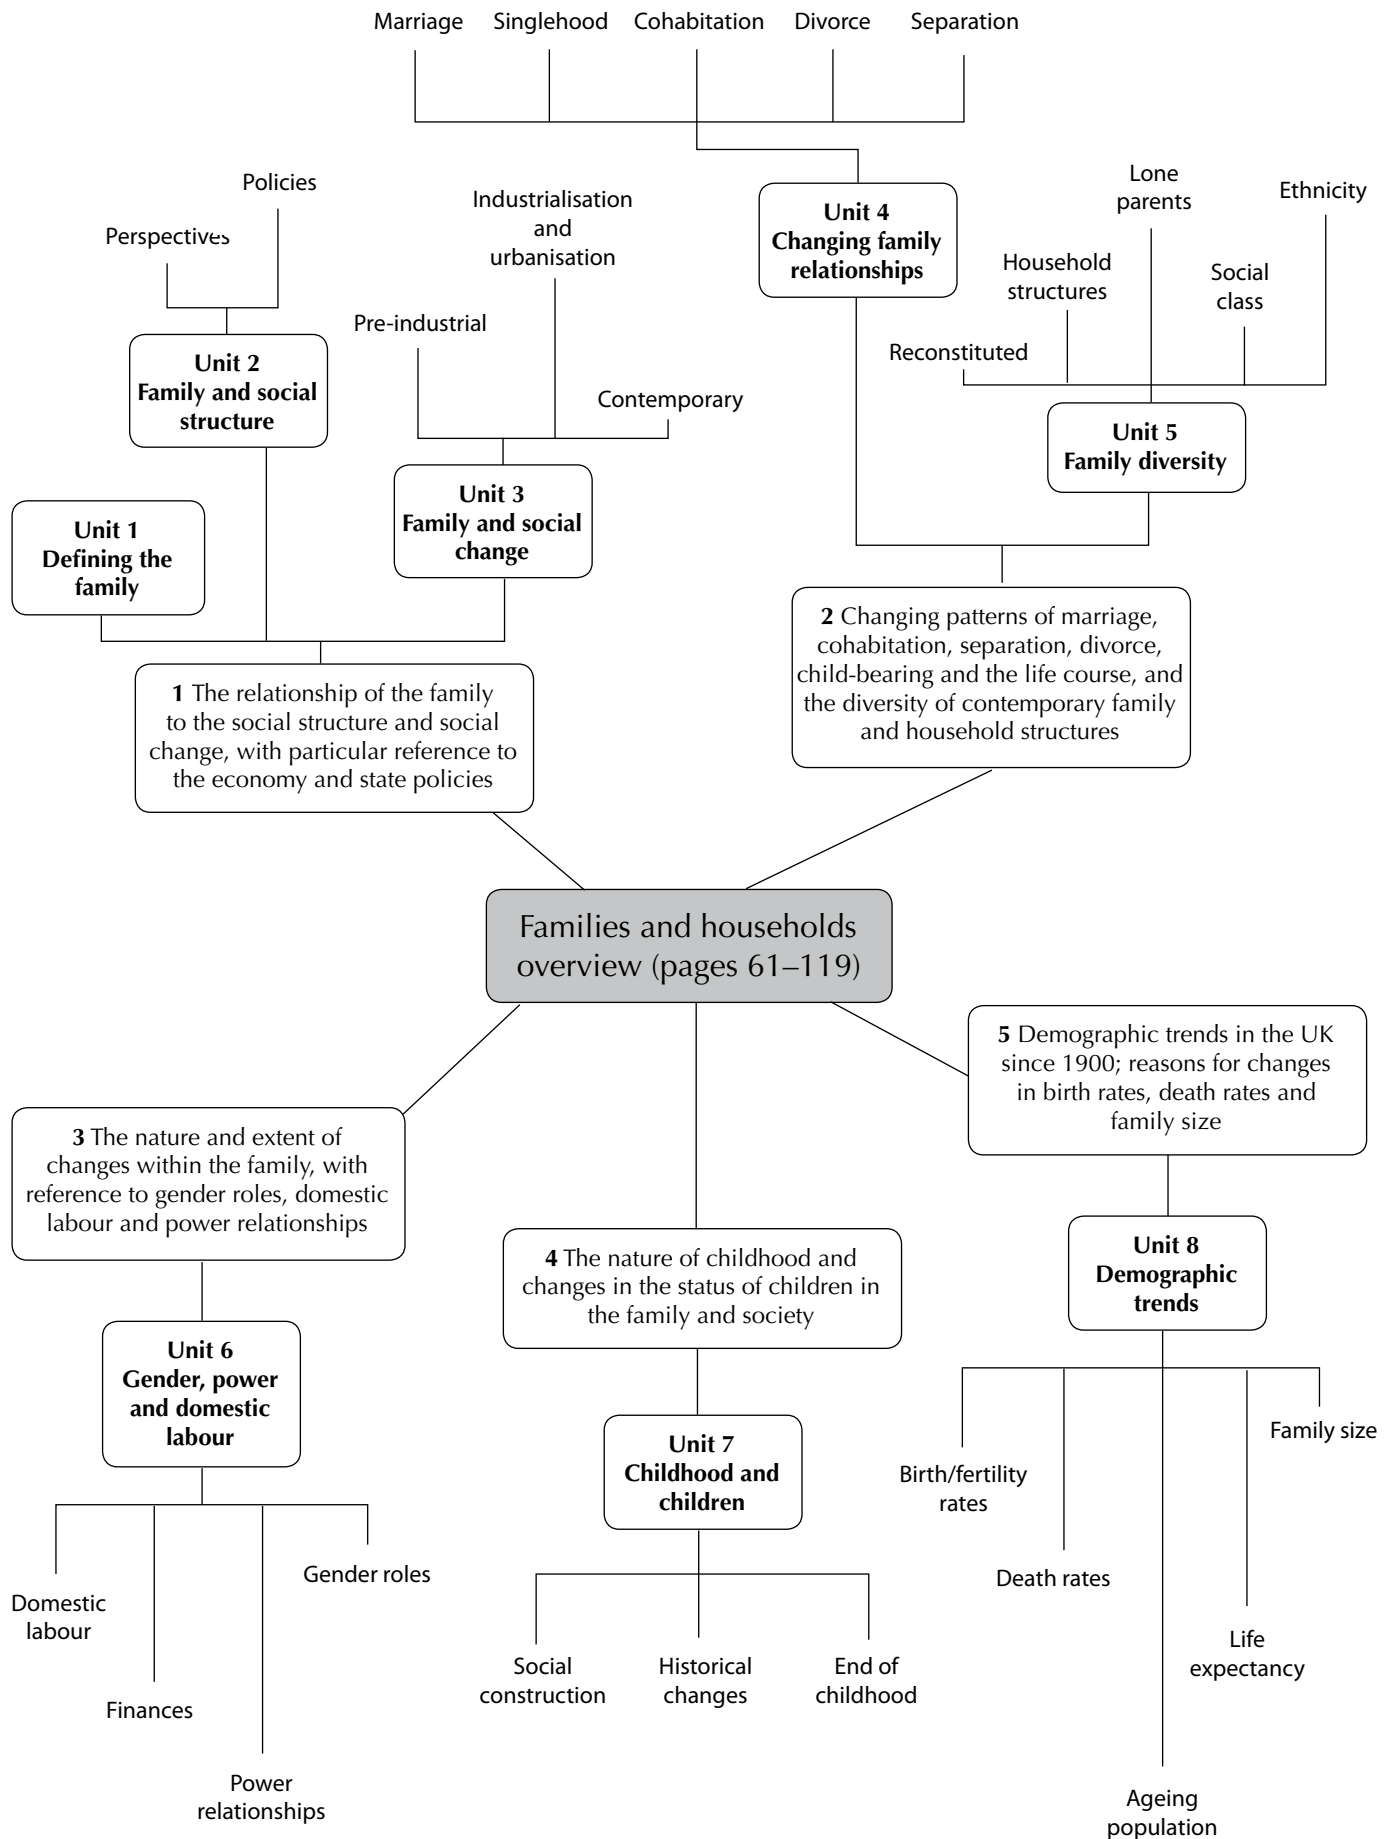 Marriage
Singlehood
Cohabitation
Divorce
Separation
Policies
Perspectives
Industrialisation
and
urbanisation
Pre-industrial
Contemporary
Unit 4
Changing family
relationships
Lone
parents
Ethnicity
Household
structures
Social
class
Reconstituted
Unit 2
Family and social
structure
Unit 5
Family diversity
Unit 3
Family and social
change
Unit 1
Defining the
family
1 The relationship of the family
to the social structure and social
change, with particular reference to
the economy and state policies
2 Changing patterns of marriage,
cohabitation, separation, divorce,
child-bearing and the life course, and
the diversity of contemporary family
and household structures
Families and households
overview (pages 61–119)
3 The nature and extent of
changes within the family, with
reference to gender roles, domestic
labour and power relationships
4 The nature of childhood and
changes in the status of children in
the family and society
5 Demographic trends in the UK
since 1900; reasons for changes
in birth rates, death rates and
family size
Unit 6
Gender, power
and domestic
labour
Unit 7
Childhood and
children
Unit 8
Demographic
trends
Domestic
labour
Finances
Power
relationships
Gender roles
Social
construction
Historical
changes
End of
childhood
Birth/fertility
rates
Death rates
Ageing
population
Life
expectancy
Family size